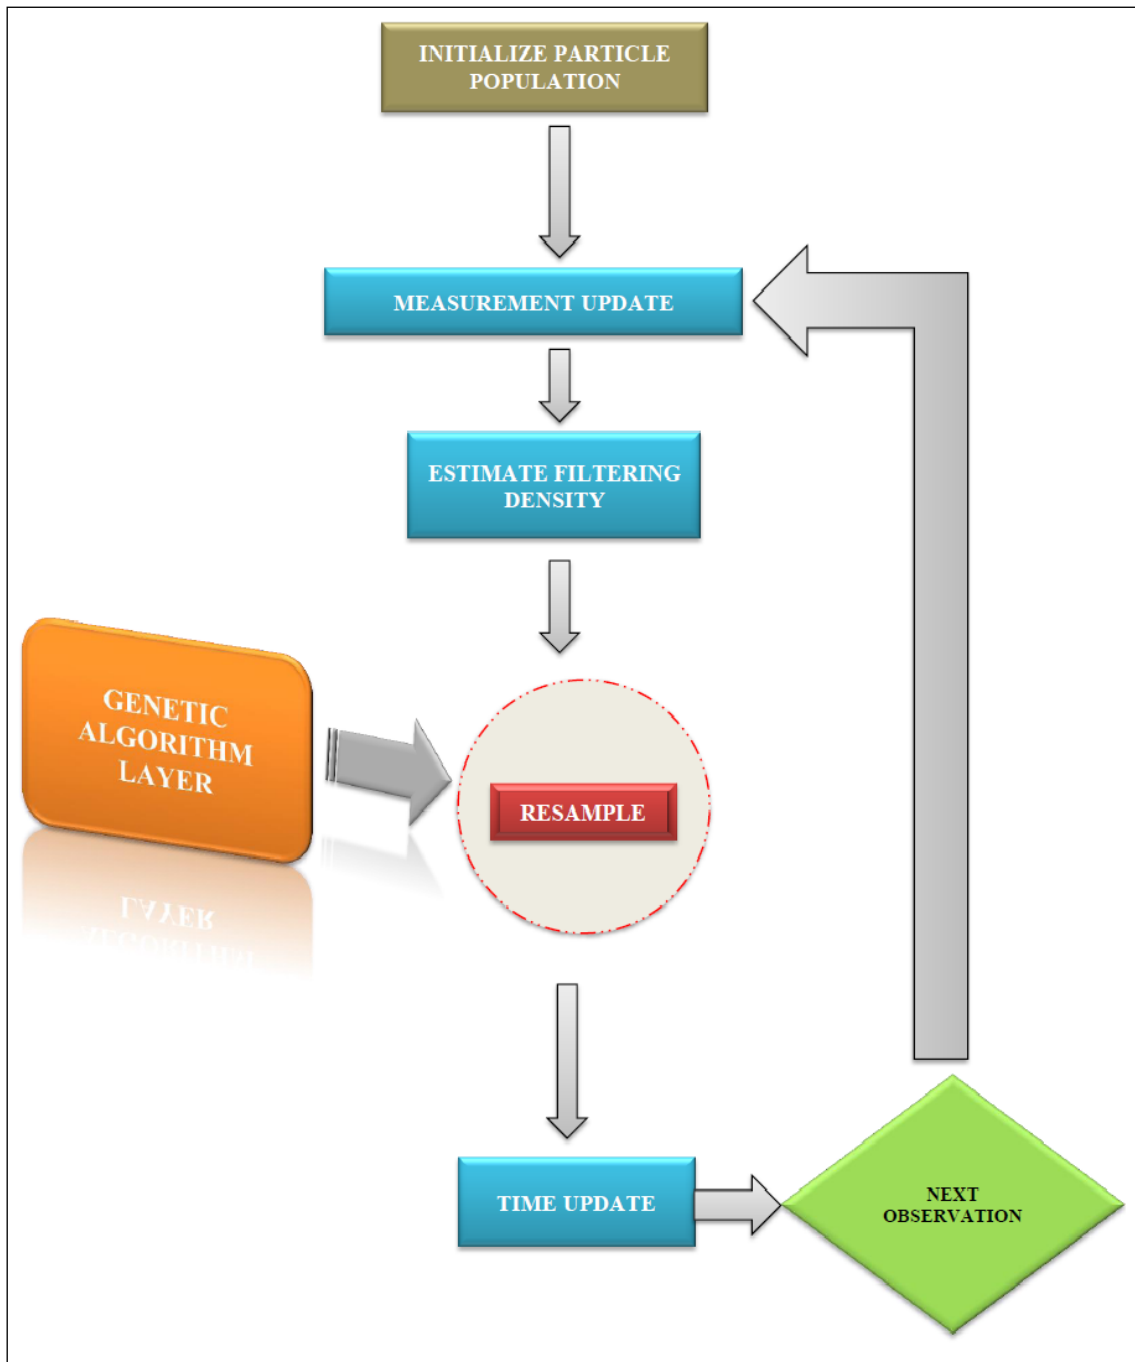 INITIALIZE PARTICLE
POPULATION
MEASUREMENT UPDATE
ESTIMATE FILTERING
DENSITY
GENETIC
ALGORITHM
LAYER
RESAMPLE
TIME UPDATE
NEXT
OBSERVATION